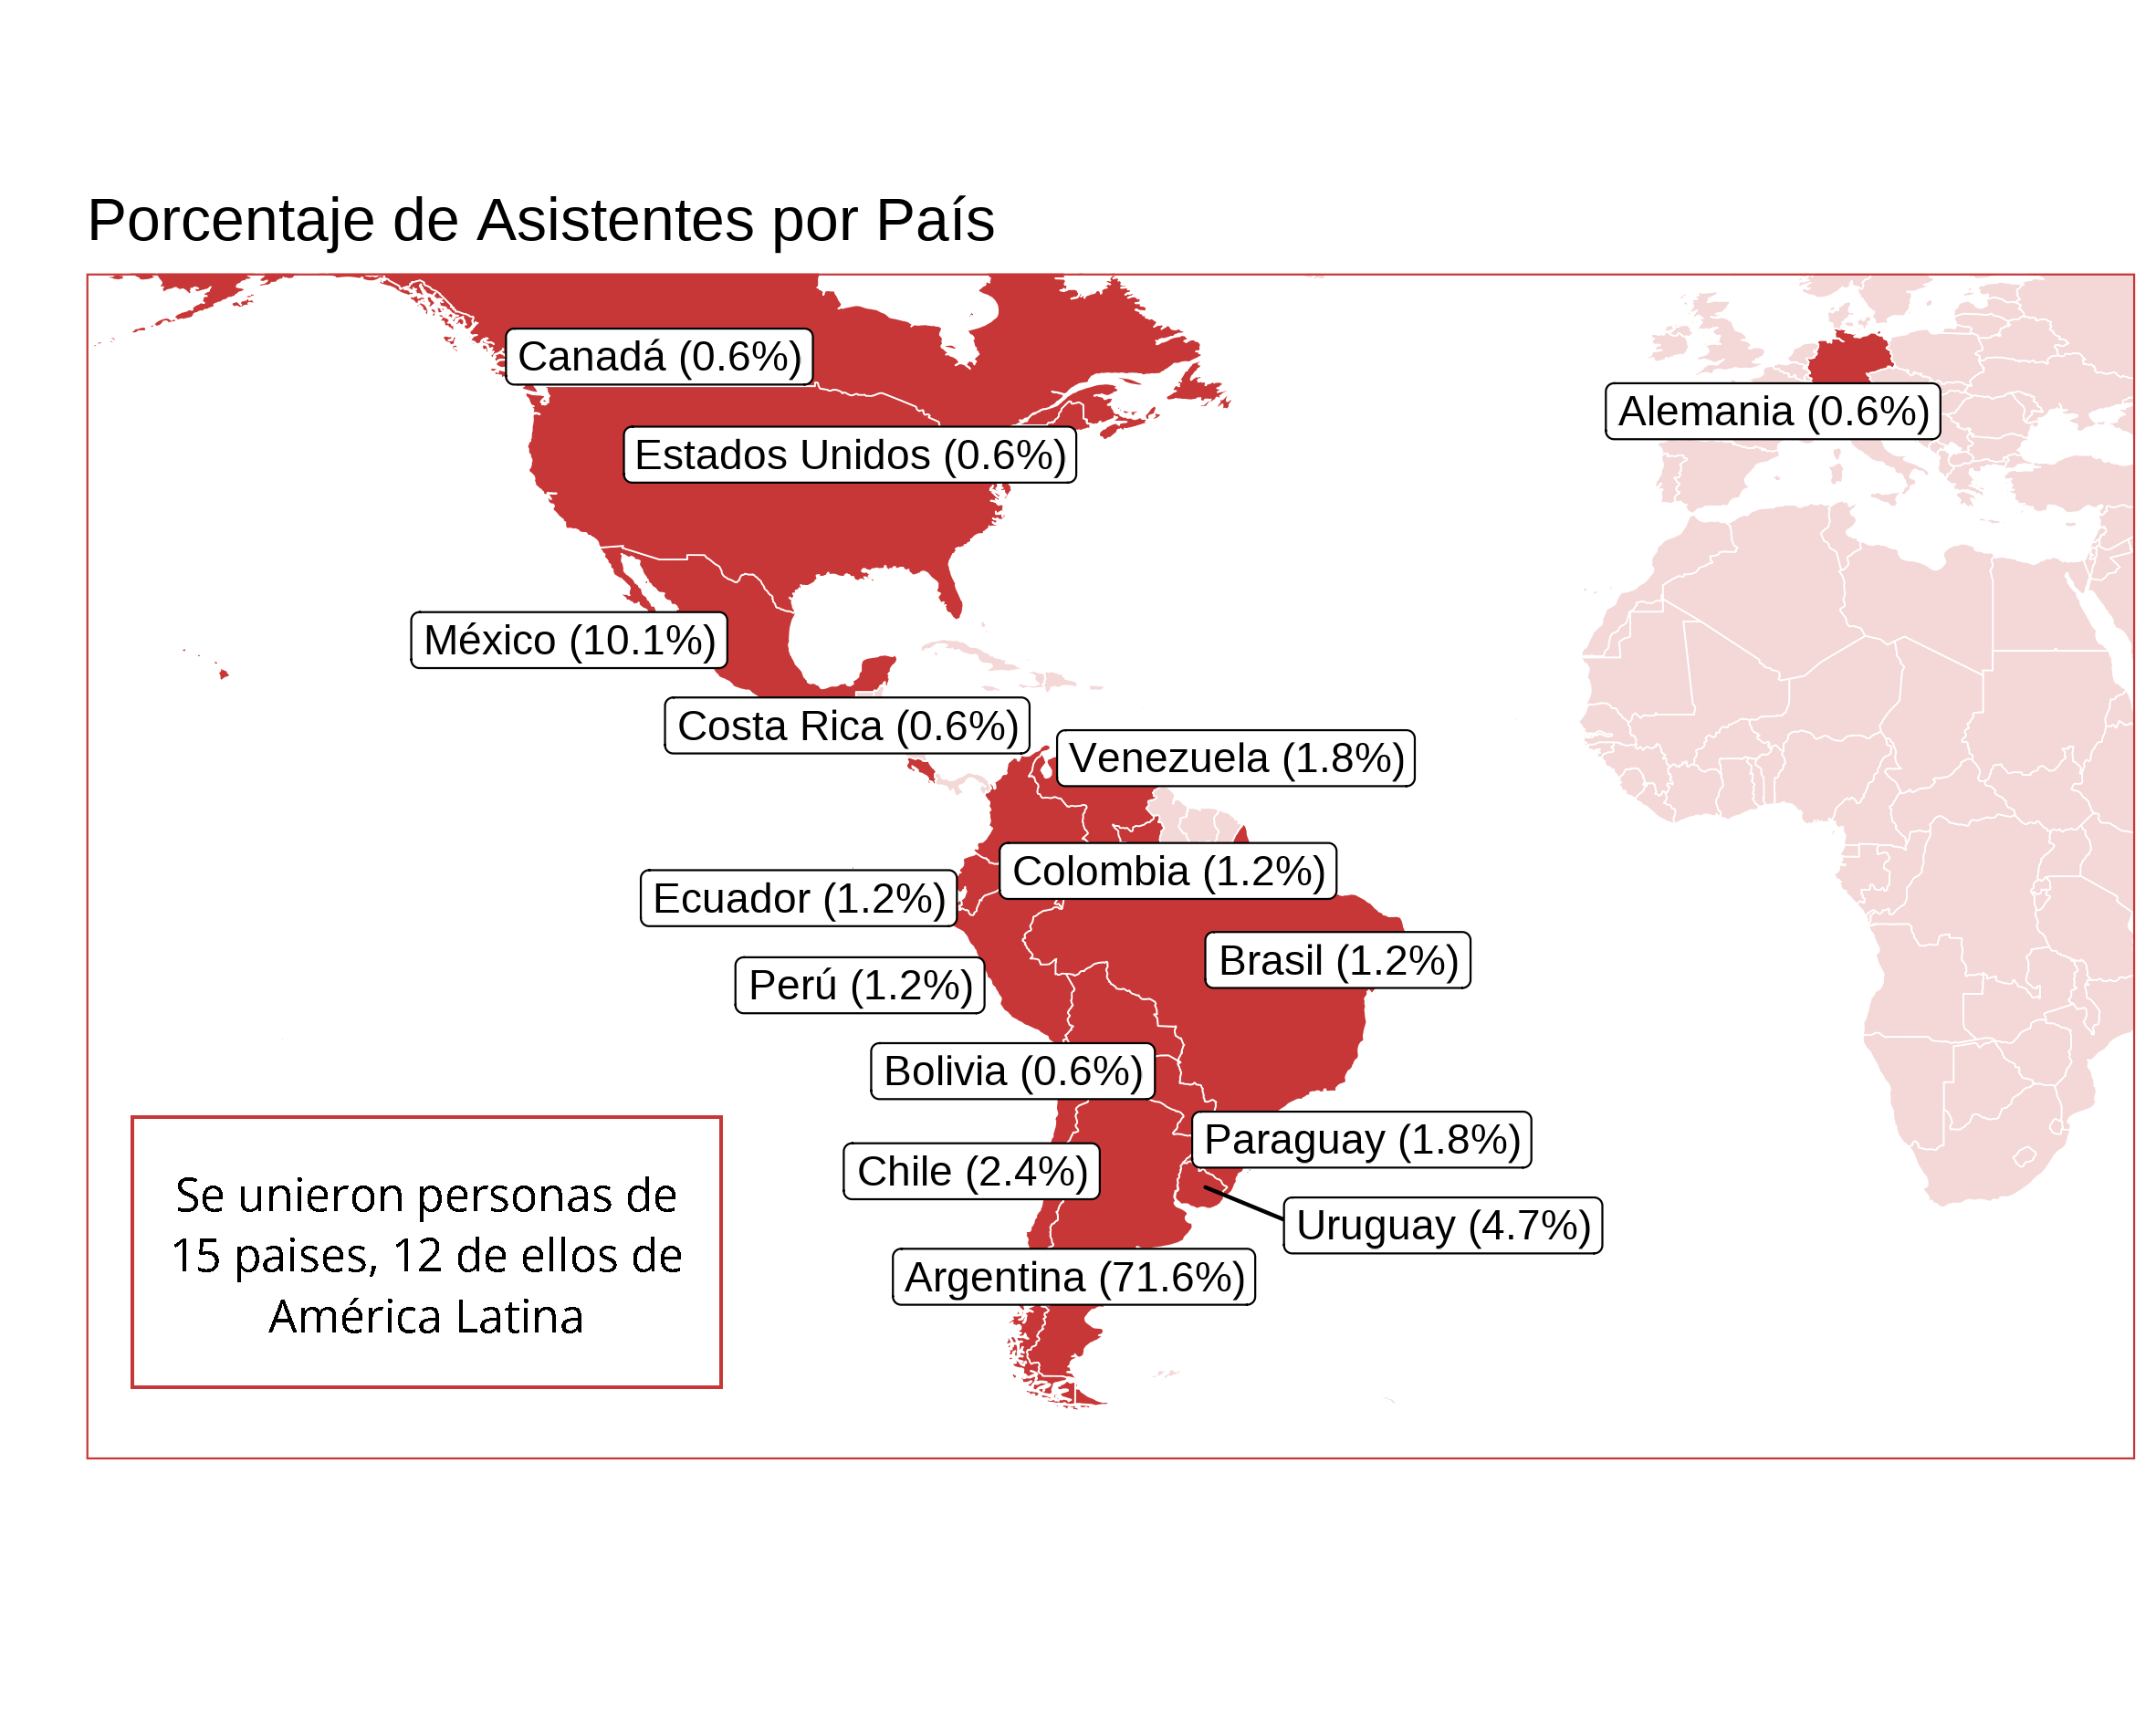 Porcentaje de Asistentes por País
Canadá (0.6%)
Alemania (0.6%)
Estados Unidos (0.6%)
México (10.1%)
Costa Rica (0.6%)
Venezuela (1.8%)
Colombia (1.2%)
Ecuador (1.2%)
Brasil (1.2%)
Perú (1.2%)
Bolivia (0.6%)
Paraguay (1.8%)
Chile (2.4%)
Uruguay (4.7%)
Argentina (71.6%)
Se unieron personas de
15 paises, 12 de ellos de
América Latina